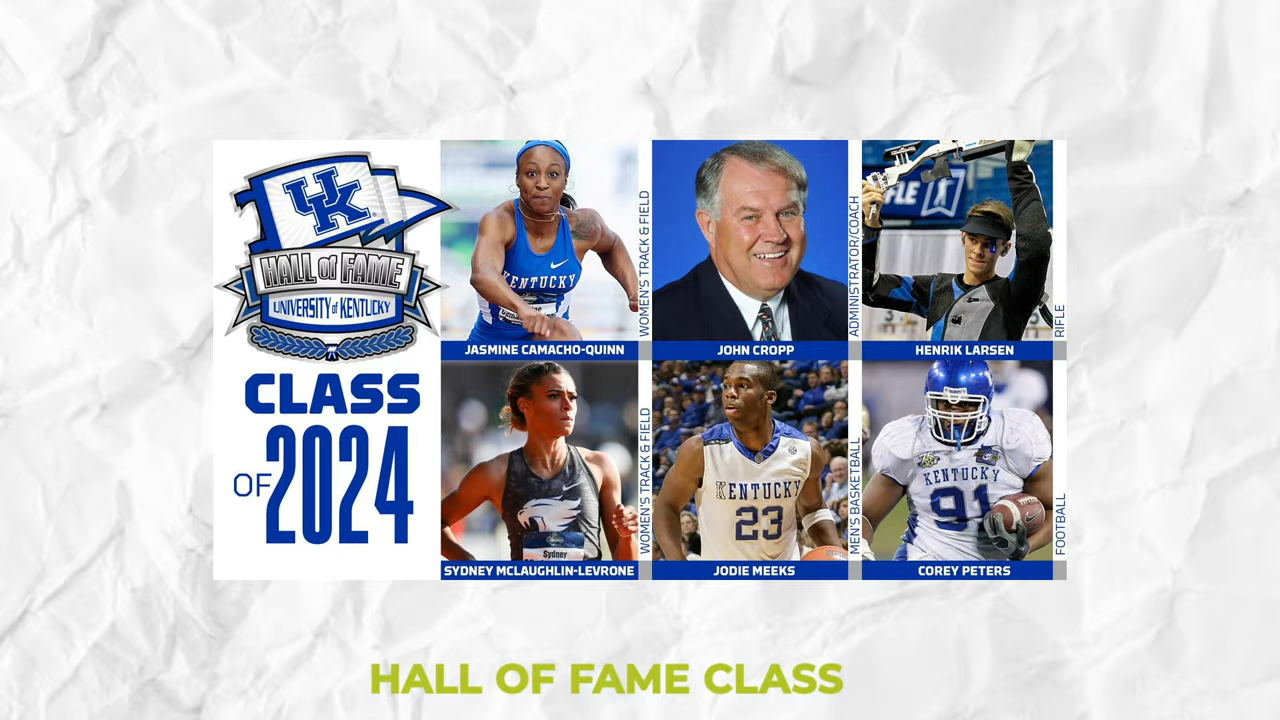 UK
HALL of FAME
UNIVERSITY of KENTUCKY
CLASS
OF 2024
KENTUCKY
WOMEN'S TRACK & FIELD
JASMINE CAMACHO-QUINN
ADMINISTRATOR/COACH
JOHN CROPP
FLE
RIFLE
HENRIK LARSEN
Sydney
WOMEN'S TRACK & FIELD
SYDNEY MCLAUGHLIN-LEVRONE
KENTUCKY
23
MEN'S BASKETBALL
JODIE MEEKS
KENTUCKY
91
FOOTBALL
COREY PETERS
HALL OF FAME CLASS